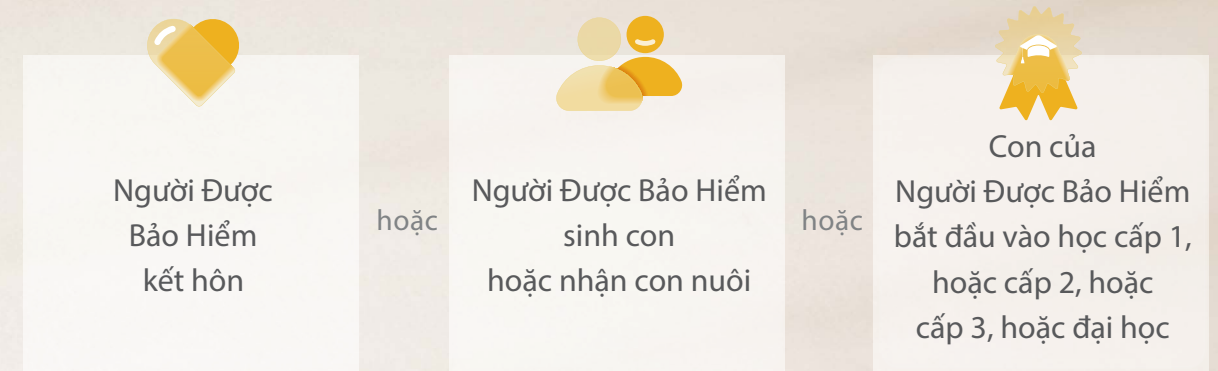 Người Được
Bảo Hiểm
kết hôn
hoặc
Người Được Bảo Hiểm
sinh con
hoặc nhận con nuôi
hoặc
Con của
Người Được Bảo Hiểm
bắt đầu vào học cấp 1,
hoặc cấp 2, hoặc
cấp 3, hoặc đại học